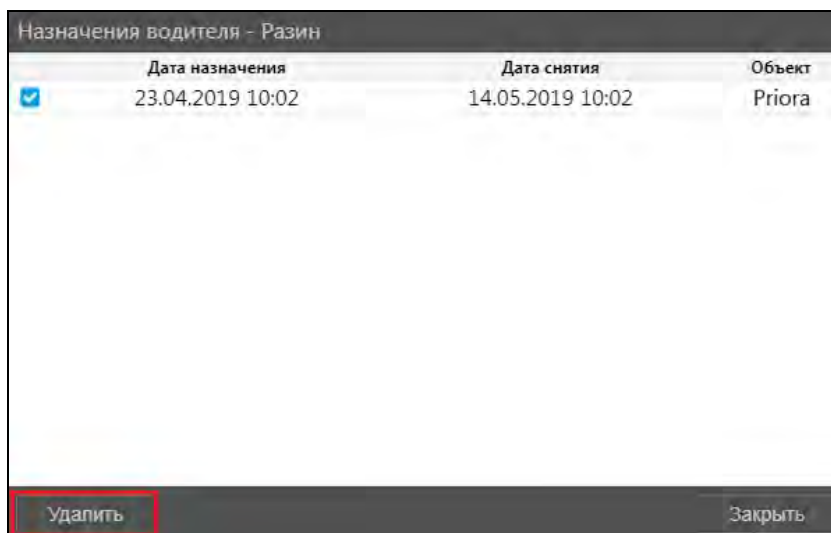 Назначения водителя - Разин
Дата назначения Дата снятия Объект
23.04.2019 10:02 14.05.2019 10:02 Priora
Удалить Закрыть